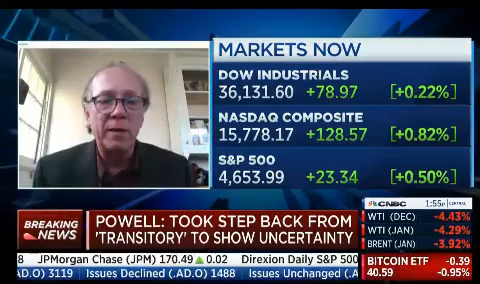 MARKETS NOW
DOW INDUSTRIALS
36,131.60 +78.97 [+0.22%]
NASDAQ COMPOSITE
15,778.17 +128.57 [+0.82%]
S&P 500
4,653.99 +23.34 [+0.50%]
CNBC 1:55P CENTRAL
WTI (DEC) -4.43%
WTI (JAN) -4.29%
BRENT (JAN) -3.92%
BREAKING NEWS
POWELL: TOOK STEP BACK FROM
'TRANSITORY' TO SHOW UNCERTAINTY
BITCOIN ETF -0.39
40.59 -0.95%
JPMorgan Chase (JPM) 170.49 ▲ 0.02 Direxion Daily S&P 500
AD.O) 3119 Issues Declined (.AD.O) 1488 Issues Unchanged (.A